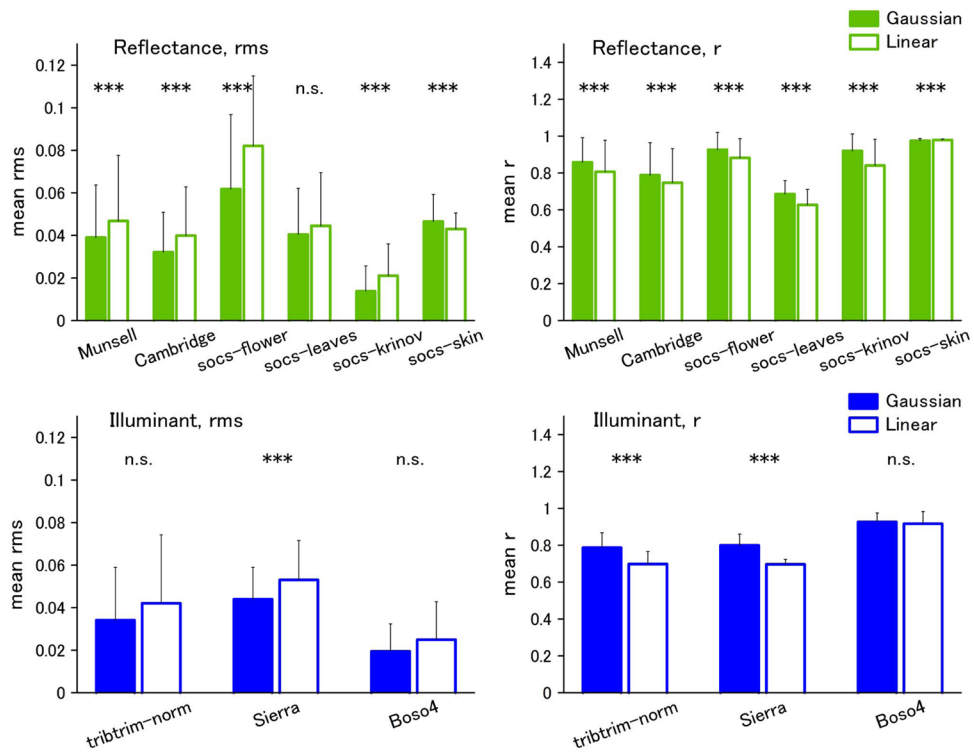 Reflectance, rms
0.12
0.1
0.08
0.06
0.04
0.02
0
mean rms
*** *** *** n.s. *** ***
Munsell Cambridge socs-flower socs-leaves socs-krinov socs-skin
Gaussian
Linear
Reflectance, r
1.4
1.2
1
0.8
0.6
0.4
0.2
0
mean r
*** *** *** *** *** ***
Munsell Cambridge socs-flower socs-leaves socs-krinov socs-skin
Illuminant, rms
0.12
0.1
0.08
0.06
0.04
0.02
0
mean rms
n.s. *** n.s.
tribtrim-norm Sierra Boso4
Gaussian
Linear
Illuminant, r
1.4
1.2
1
0.8
0.6
0.4
0.2
0
mean r
*** *** n.s.
tribtrim-norm Sierra Boso4